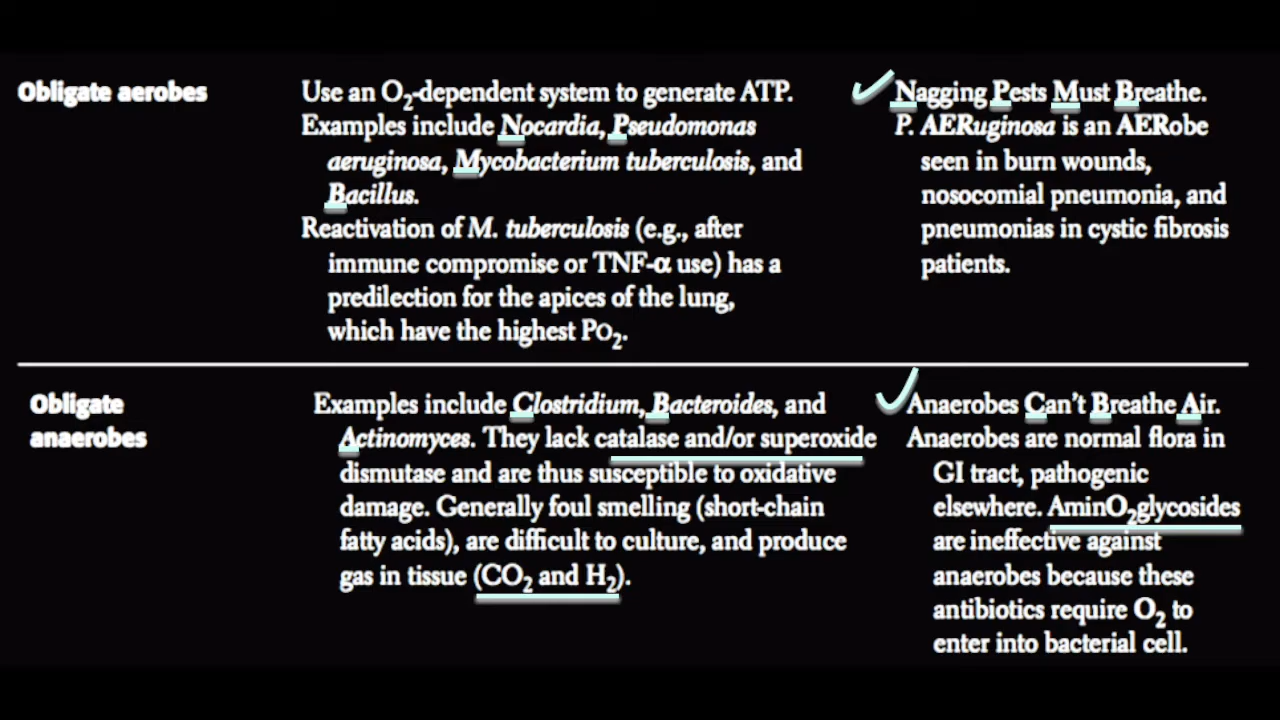 Obligate aerobes
Use an O₂-dependent system to generate ATP.
Examples include Nocardia, Pseudomonas
aeruginosa, Mycobacterium tuberculosis, and
Bacillus.
Reactivation of M. tuberculosis (e.g., after
immune compromise or TNF-α use) has a
predilection for the apices of the lung,
which have the highest PO₂.
Nagging Pests Must Breathe.
P. AERuginosa is an AERobe
seen in burn wounds,
nosocomial pneumonia, and
pneumonias in cystic fibrosis
patients.
Obligate
anaerobes
Examples include Clostridium, Bacteroides, and
Actinomyces. They lack catalase and/or superoxide
dismutase and are thus susceptible to oxidative
damage. Generally foul smelling (short-chain
fatty acids), are difficult to culture, and produce
gas in tissue (CO₂ and H₂).
Anaerobes Can't Breathe Air.
Anaerobes are normal flora in
GI tract, pathogenic
elsewhere. AminO₂glycosides
are ineffective against
anaerobes because these
antibiotics require O₂ to
enter into bacterial cell.